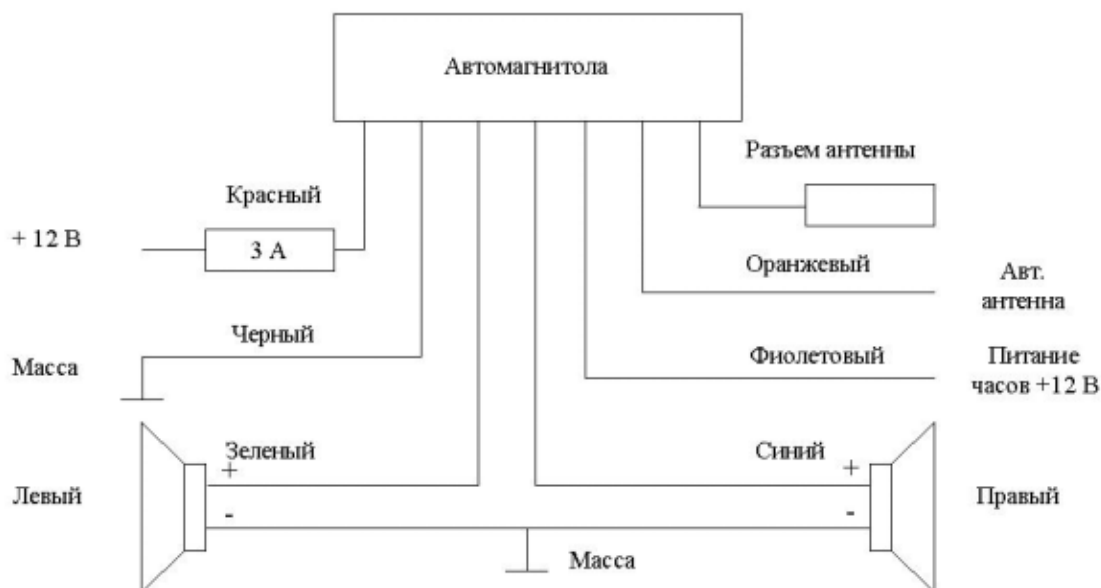 Автомагнитола
Разъем антенны
Красный
+ 12 В
3 А
Оранжевый
Авт.
антенна
Черный
Масса
Фиолетовый
Питание
часов +12 В
Зеленый
+
Синий
+
Левый
-
-
Правый
Масса